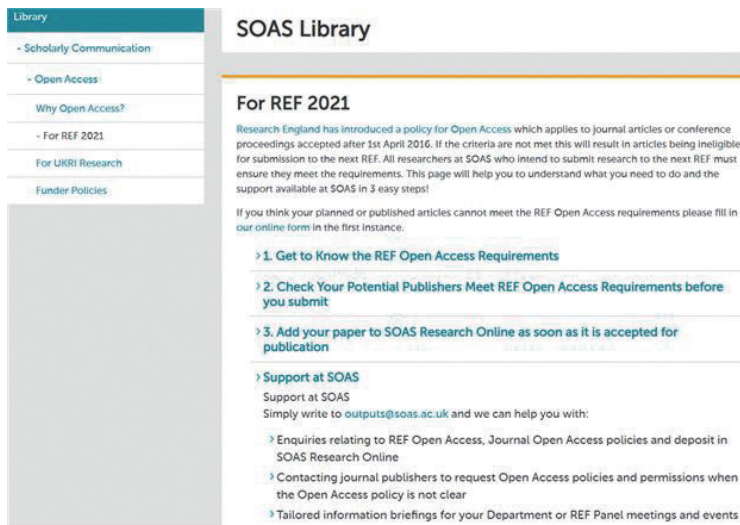 Library
- Scholarly Communication
- Open Access
Why Open Access?
- For REF 2021
For UKRI Research
Funder Policies
SOAS Library
For REF 2021
Research England has introduced a policy for Open Access which applies to journal articles or conference
proceedings accepted after 1st April 2016. If the criteria are not met this will result in articles being ineligible
for submission to the next REF. All researchers at SOAS who intend to submit research to the next REF must
ensure they meet the requirements. This page will help you to understand what you need to do and the
support available at SOAS in 3 easy steps!
If you think your planned or published articles cannot meet the REF Open Access requirements please fill in
our online form in the first instance.
› 1. Get to Know the REF Open Access Requirements
› 2. Check Your Potential Publishers Meet REF Open Access Requirements before
you submit
› 3. Add your paper to SOAS Research Online as soon as it is accepted for
publication
› Support at SOAS
Support at SOAS
Simply write to outputs@soas.ac.uk and we can help you with:
› Enquiries relating to REF Open Access, Journal Open Access policies and deposit in
SOAS Research Online
› Contacting journal publishers to request Open Access policies and permissions when
the Open Access policy is not clear
› Tailored information briefings for your Department or REF Panel meetings and events